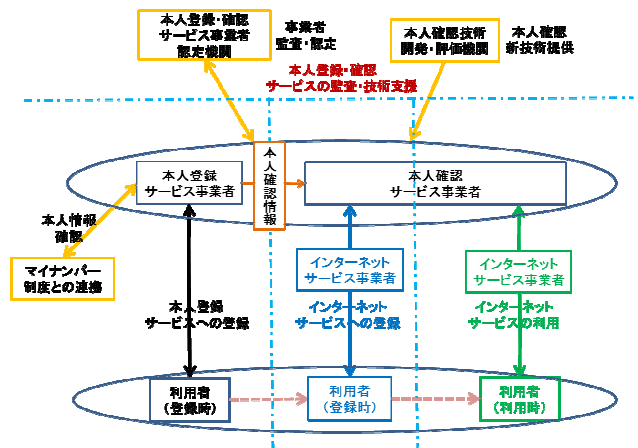 本人登録・確認
サービス事業者
認定機関
事業者
監査・認定
本人確認技術
開発・評価機関
本人確認
新技術提供
本人登録・確認
サービスの監査・技術支援
本人登録
サービス事業者
本人確認情報
本人確認
サービス事業者
本人情報
確認
マイナンバー
制度との連携
インターネット
サービス事業者
インターネット
サービス事業者
本人登録
サービスへの登録
インターネット
サービスへの登録
インターネット
サービスの利用
利用者
（登録時）
利用者
（登録時）
利用者
（利用時）